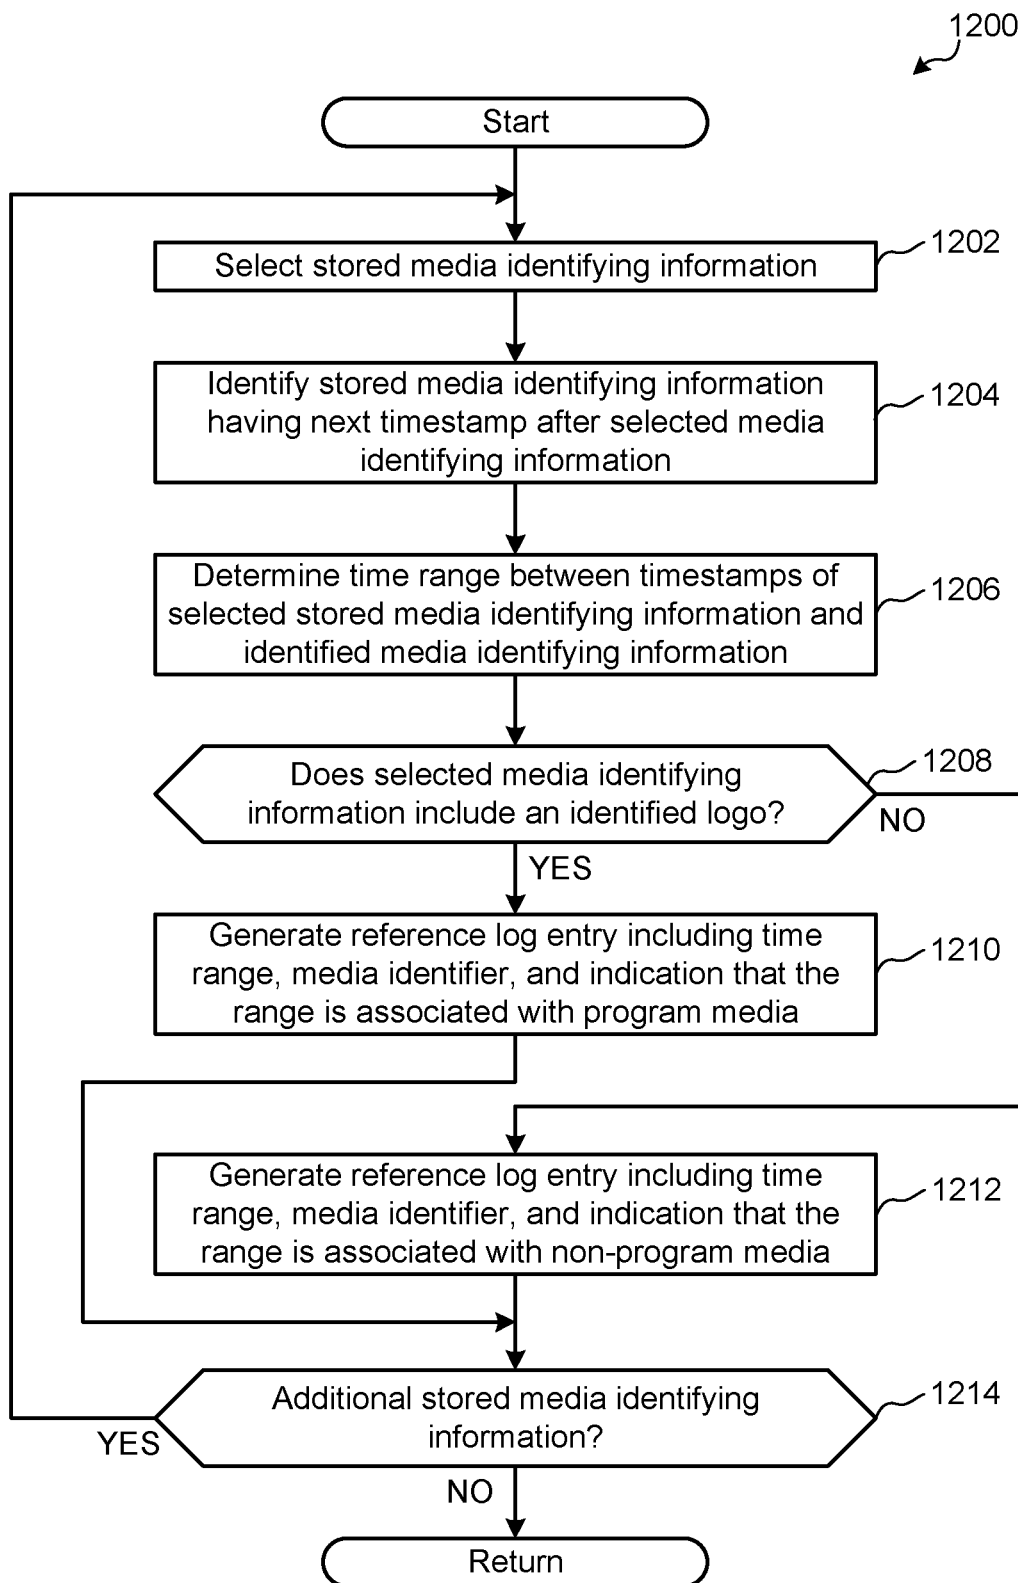 1200
Start
Select stored media identifying information
1202
Identify stored media identifying information
having next timestamp after selected media
identifying information
1204
Determine time range between timestamps of
selected stored media identifying information and
identified media identifying information
1206
Does selected media identifying
information include an identified logo?
1208
NO
YES
Generate reference log entry including time
range, media identifier, and indication that the
range is associated with program media
1210
Generate reference log entry including time
range, media identifier, and indication that the
range is associated with non-program media
1212
Additional stored media identifying
information?
1214
YES
NO
Return